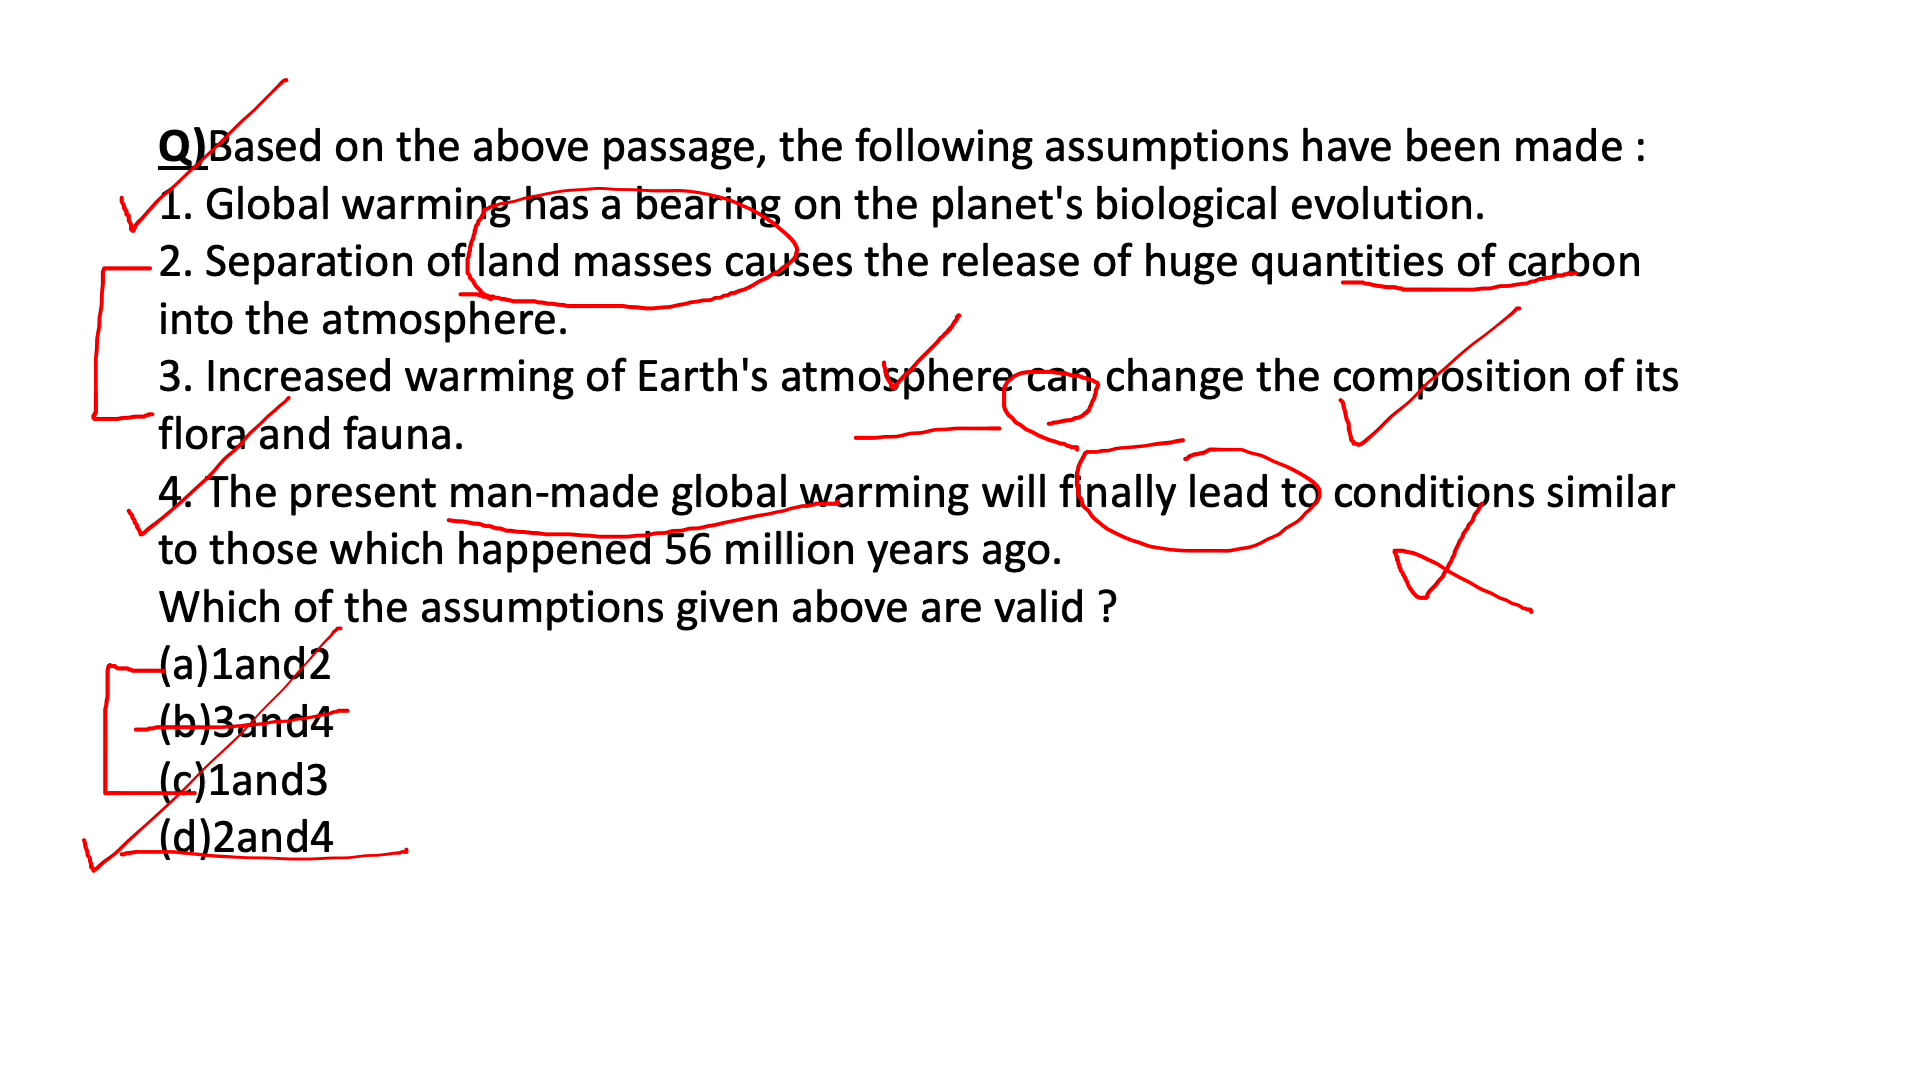 Q)Based on the above passage, the following assumptions have been made :
1. Global warming has a bearing on the planet's biological evolution.
2. Separation of land masses causes the release of huge quantities of carbon
into the atmosphere.
3. Increased warming of Earth's atmosphere can change the composition of its
flora and fauna.
4. The present man-made global warming will finally lead to conditions similar
to those which happened 56 million years ago.
Which of the assumptions given above are valid ?
(a)1and2
(b)3and4
(c)1and3
(d)2and4